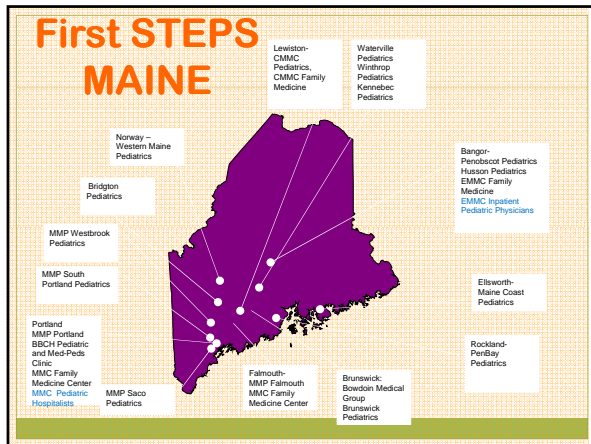 First STEPS
MAINE
Lewiston-
CMMC
Pediatrics,
CMMC Family
Medicine
Waterville
Pediatrics
Winthrop
Pediatrics
Kennebec
Pediatrics
Norway –
Western Maine
Pediatrics
Bangor-
Penobscot Pediatrics
Husson Pediatrics
EMMC Family
Medicine
EMMC Inpatient
Pediatric Physicians
Bridgton
Pediatrics
MMP Westbrook
Pediatrics
MMP South
Portland Pediatrics
Ellsworth-
Maine Coast
Pediatrics
Portland
MMP Portland
BBCH Pediatric
and Med-Peds
Clinic
MMC Family
Medicine Center
MMC Pediatric
Hospitalists
MMP Saco
Pediatrics
Falmouth-
MMP Falmouth
MMC Family
Medicine Center
Brunswick:
Bowdoin Medical
Group
Brunswick
Pediatrics
Rockland-
PenBay
Pediatrics